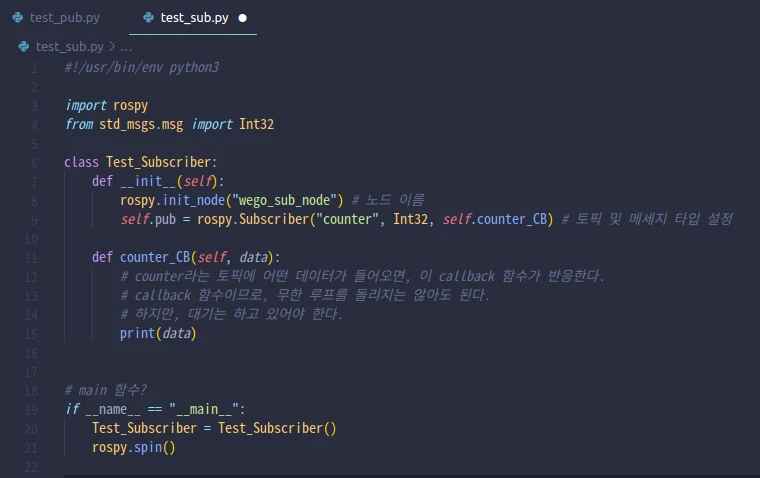 test_pub.py test_sub.py
test_sub.py > ...
1 #!/usr/bin/env python3
2
3 import rospy
4 from std_msgs.msg import Int32
5
6 class Test_Subscriber:
7     def __init__(self):
8         rospy.init_node("wego_sub_node") # 노드 이름
9         self.pub = rospy.Subscriber("counter", Int32, self.counter_CB) # 토픽 및 메세지 타입 설정
10
11     def counter_CB(self, data):
12         # counter라는 토픽에 어떤 데이터가 들어오면, 이 callback 함수가 반응한다.
13         # callback 함수이므로, 무한 루프를 돌리지는 않아도 된다.
14         # 하지만, 대기는 하고 있어야 한다.
15         print(data)
16
17
18 # main 함수?
19 if __name__ == "__main__":
20     Test_Subscriber = Test_Subscriber()
21     rospy.spin()
22